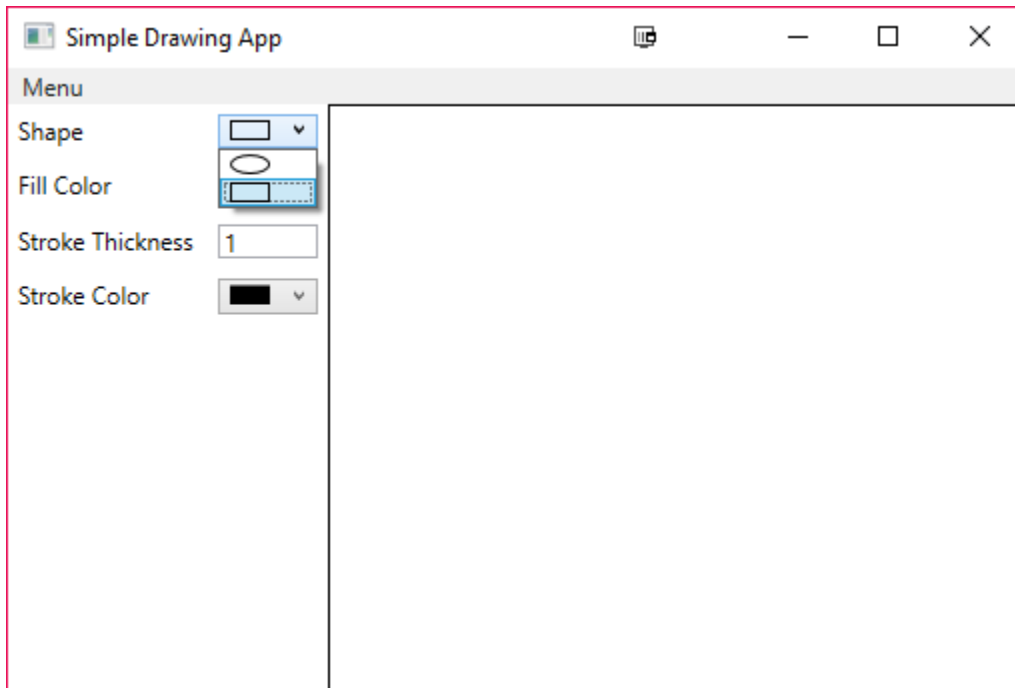 Simple Drawing App
Menu
Shape
Fill Color
Stroke Thickness 1
Stroke Color